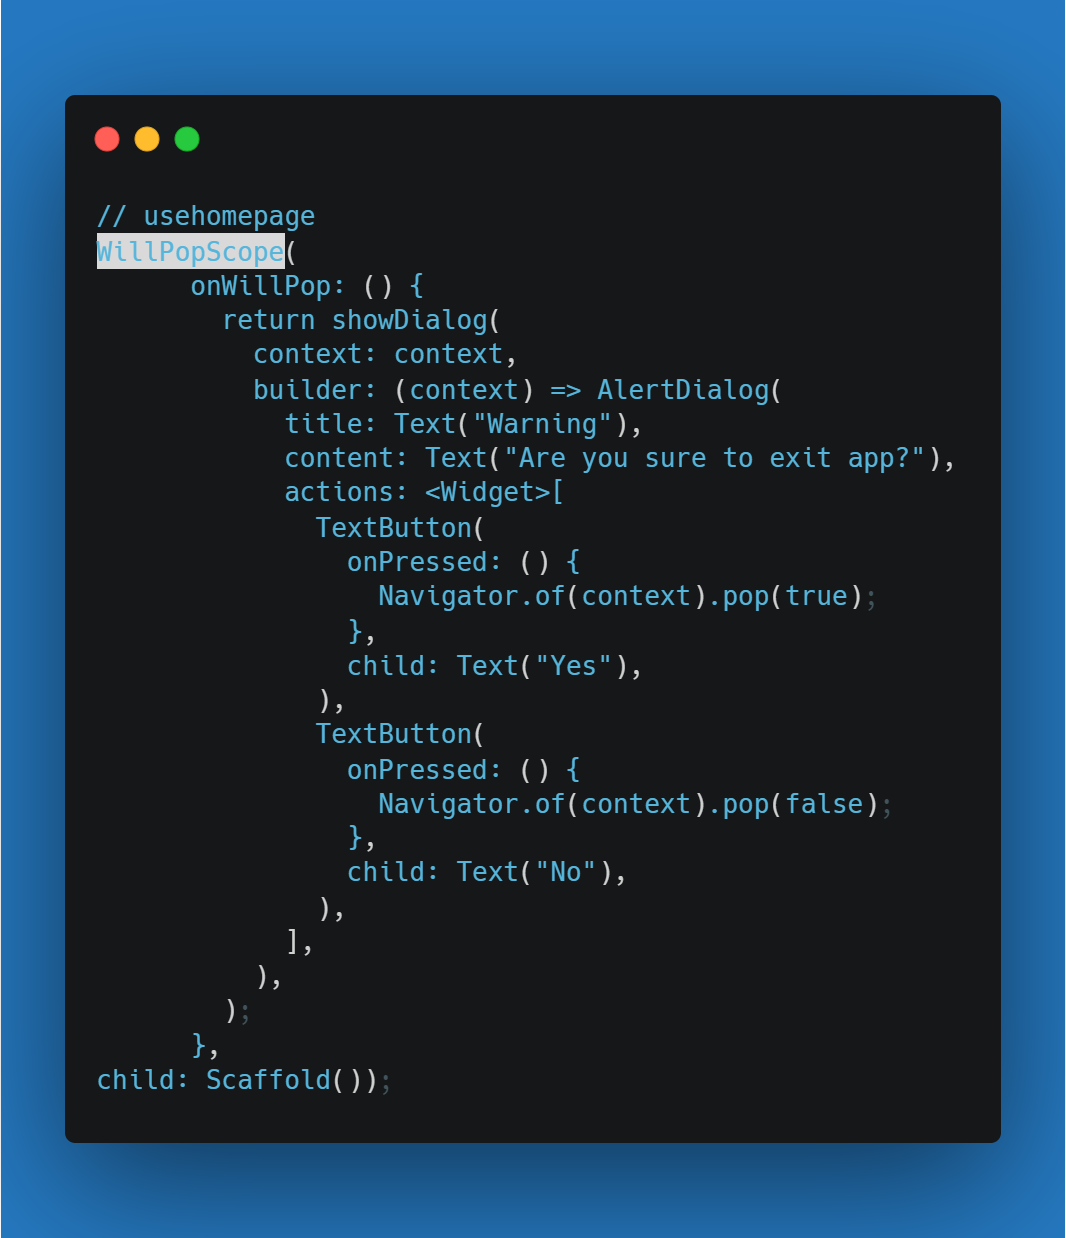 // usehomepage
WillPopScope(
      onWillPop: () {
        return showDialog(
          context: context,
          builder: (context) => AlertDialog(
            title: Text("Warning"),
            content: Text("Are you sure to exit app?"),
            actions: <Widget>[
              TextButton(
                onPressed: () {
                  Navigator.of(context).pop(true);
                },
                child: Text("Yes"),
              ),
              TextButton(
                onPressed: () {
                  Navigator.of(context).pop(false);
                },
                child: Text("No"),
              ),
            ],
          ),
        );
      },
child: Scaffold());